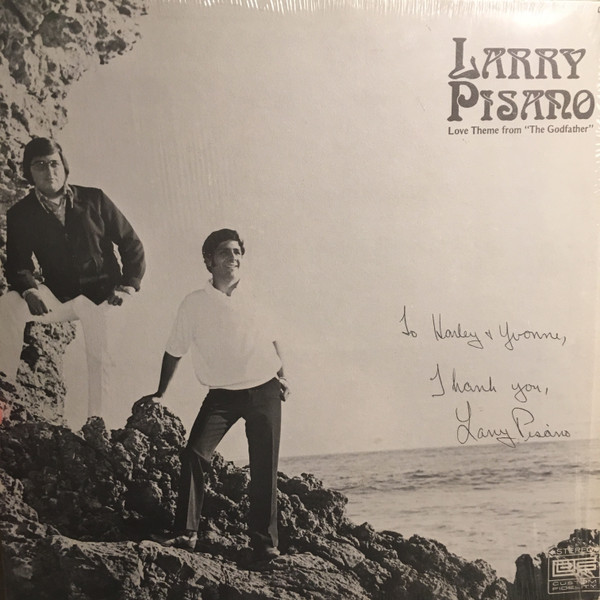 LARRY
PISANO
Love Theme from "The Godfather"
To Harley & Yvonne,
Thank you,
Larry Pisano
STEREO
CUSTOM
FIDELITY